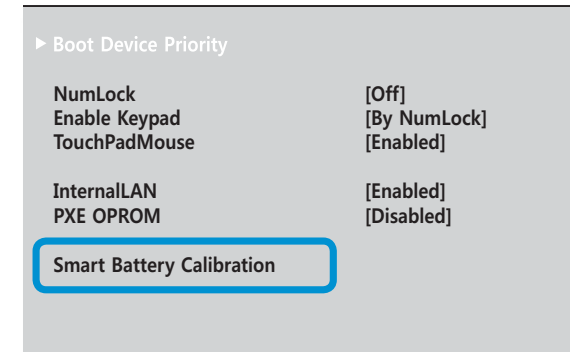 ▶ Boot Device Priority
NumLock [Off]
Enable Keypad [By NumLock]
TouchPadMouse [Enabled]
InternalLAN [Enabled]
PXE OPROM [Disabled]
Smart Battery Calibration